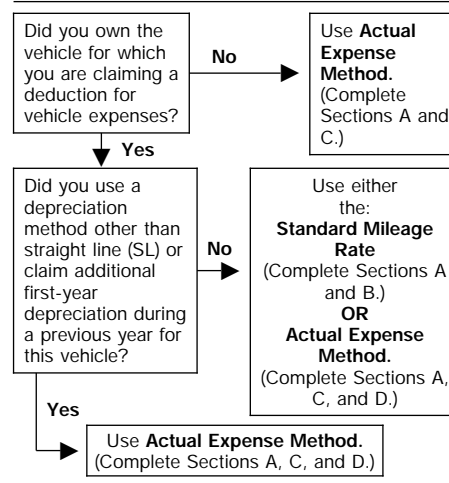 Did you own the
vehicle for which
you are claiming a
deduction for
vehicle expenses?
No
Use Actual
Expense
Method.
(Complete
Sections A and
C.)
Yes
Did you use a
depreciation
method other than
straight line (SL) or
claim additional
first-year
depreciation during
a previous year for
this vehicle?
No
Use either
the:
Standard Mileage
Rate
(Complete Sections A
and B.)
OR
Actual Expense
Method.
(Complete Sections A,
C, and D.)
Yes
Use Actual Expense Method.
(Complete Sections A, C, and D.)